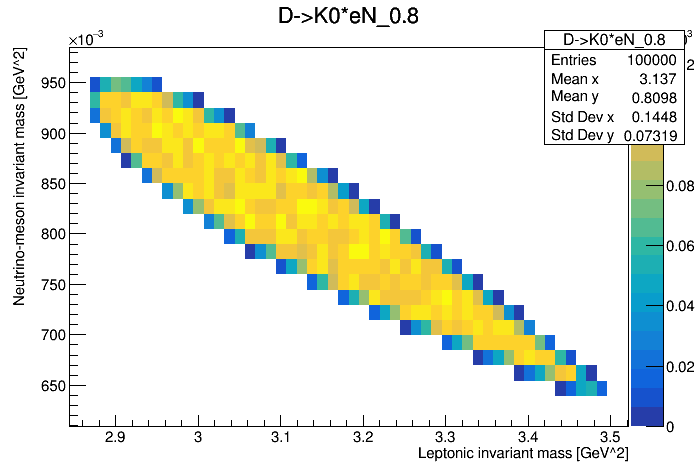 D->K0*eN_0.8
×10⁻³
D->K0*eN_0.8
Entries 100000
Mean x 3.137
Mean y 0.8098
Std Dev x 0.1448
Std Dev y 0.07319
Neutrino-meson invariant mass [GeV^2]
950
900
850
800
750
700
650
2.9 3 3.1 3.2 3.3 3.4 3.5
Leptonic invariant mass [GeV^2]
0.08
0.06
0.04
0.02
0